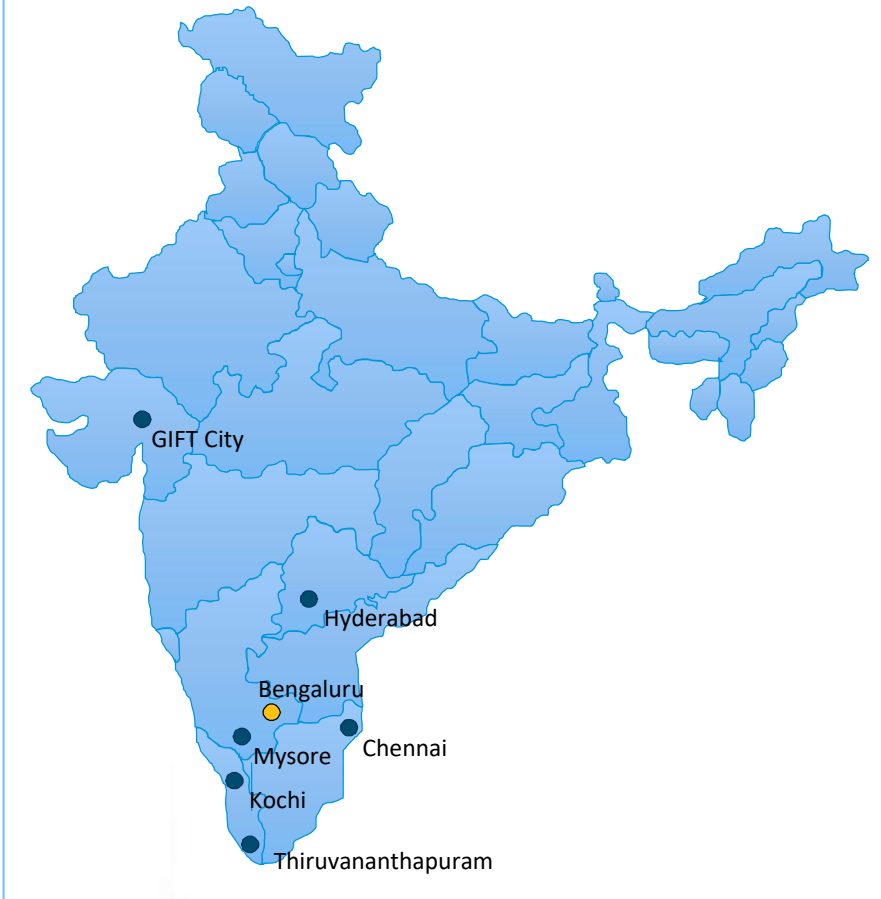 GIFT City
Hyderabad
Bengaluru
Chennai
Mysore
Kochi
Thiruvananthapuram